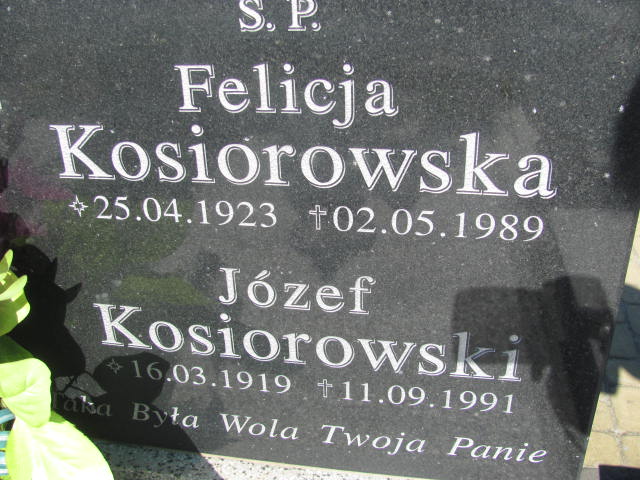 Ś. P.
Felicja
Kosiorowska
25.04.1923 †02.05.1989
Józef
Kosiorowski
16.03.1919 †11.09.1991
Taka Była Wola Twoja Panie